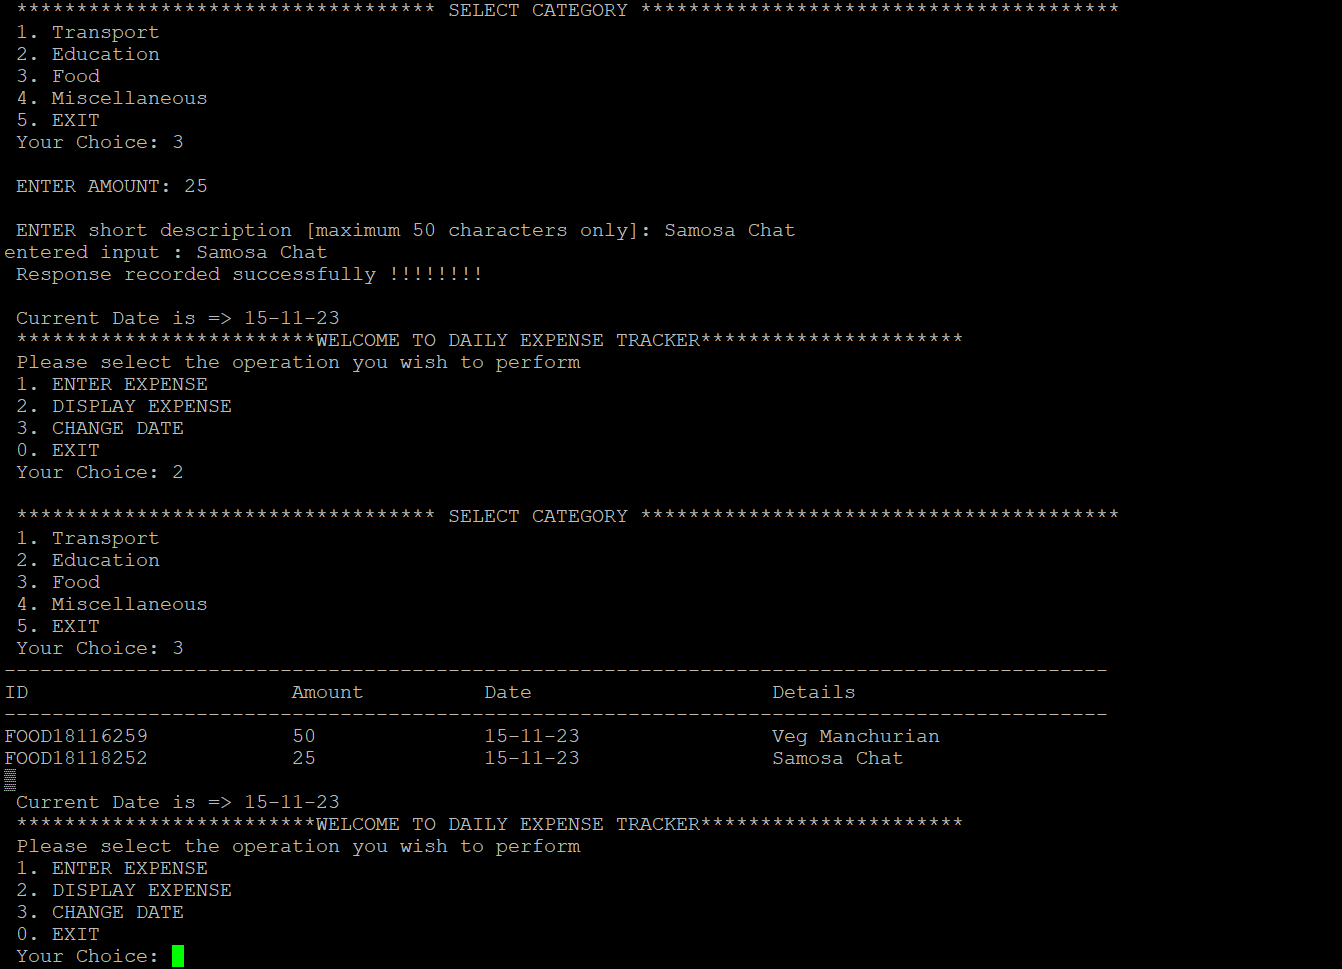 *********************************** SELECT CATEGORY ****************************************
1. Transport
2. Education
3. Food
4. Miscellaneous
5. EXIT
Your Choice: 3
ENTER AMOUNT: 25
ENTER short description [maximum 50 characters only]: Samosa Chat
entered input : Samosa Chat
Response recorded successfully !!!!!!!!
Current Date is => 15-11-23
*************************WELCOME TO DAILY EXPENSE TRACKER**********************
Please select the operation you wish to perform
1. ENTER EXPENSE
2. DISPLAY EXPENSE
3. CHANGE DATE
0. EXIT
Your Choice: 2
*********************************** SELECT CATEGORY ****************************************
1. Transport
2. Education
3. Food
4. Miscellaneous
5. EXIT
Your Choice: 3
--------------------------------------------------------------------------------------------
ID Amount Date Details
--------------------------------------------------------------------------------------------
FOOD18116259 50 15-11-23 Veg Manchurian
FOOD18118252 25 15-11-23 Samosa Chat
▒
Current Date is => 15-11-23
*************************WELCOME TO DAILY EXPENSE TRACKER**********************
Please select the operation you wish to perform
1. ENTER EXPENSE
2. DISPLAY EXPENSE
3. CHANGE DATE
0. EXIT
Your Choice: